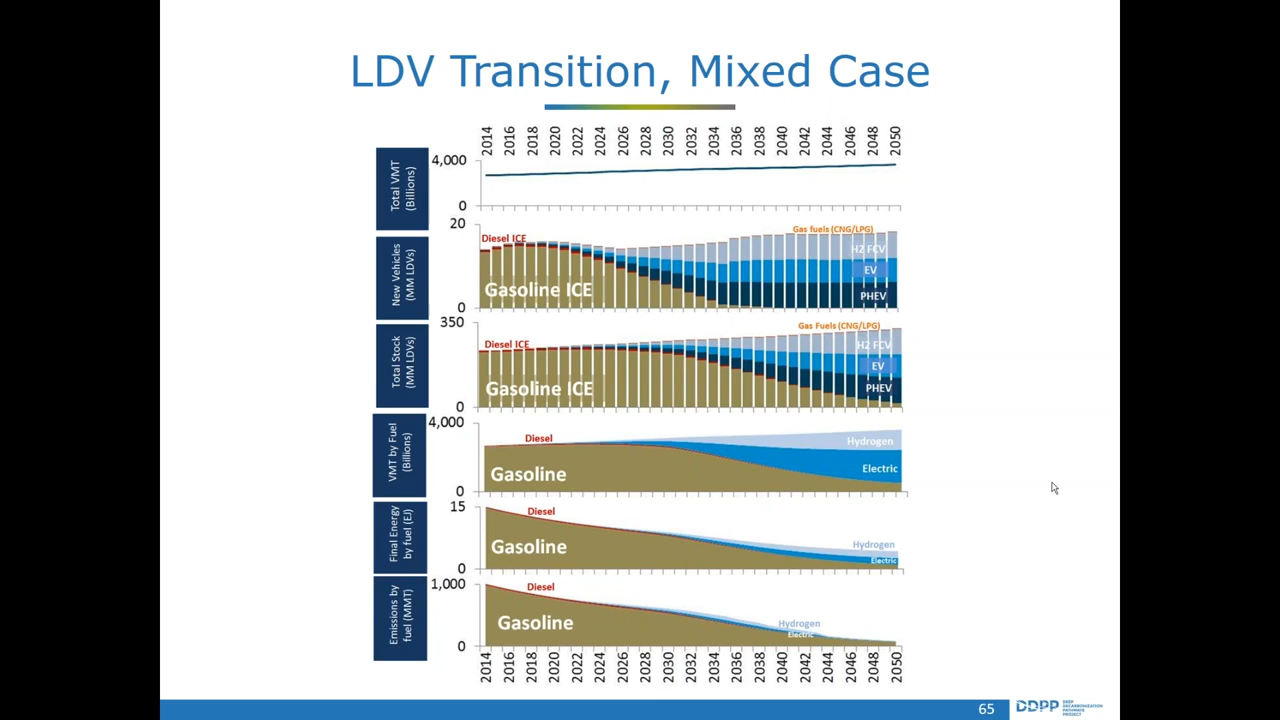 LDV Transition, Mixed Case
2014 2016 2018 2020 2022 2024 2026 2028 2030 2032 2034 2036 2038 2040 2042 2044 2046 2048 2050
Total VMT
(Billions)
4,000
0
New Vehicles
(MM LDVs)
20
0
Diesel ICE
Gasoline ICE
Gas fuels (CNG/LPG)
H2 FCV
EV
PHEV
Total Stock
(MM LDVs)
350
0
Diesel ICE
Gasoline ICE
Gas Fuels (CNG/LPG)
H2 FCV
EV
PHEV
VMT by Fuel
(Billions)
4,000
0
Diesel
Gasoline
Hydrogen
Electric
Final Energy
by fuel (EJ)
15
0
Diesel
Gasoline
Hydrogen
Electric
Emissions by
fuel (MMT)
1,000
0
Diesel
Gasoline
Hydrogen
Electric
2014 2016 2018 2020 2022 2024 2026 2028 2030 2032 2034 2036 2038 2040 2042 2044 2046 2048 2050
65
DDPP
DEEP
DECARBONIZATION
PATHWAYS
PROJECT